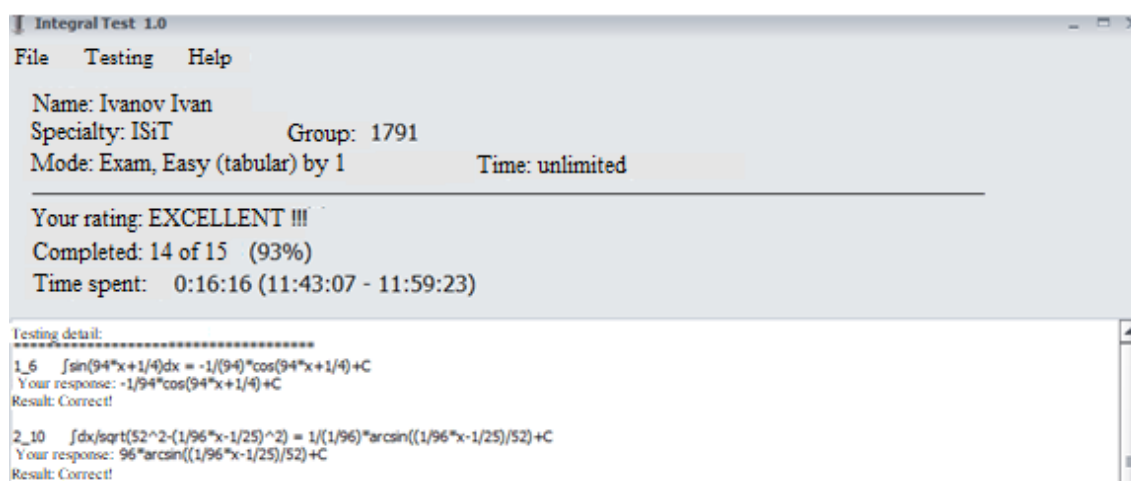 Integral Test 1.0
File Testing Help
Name: Ivanov Ivan
Specialty: ISiT Group: 1791
Mode: Exam, Easy (tabular) by 1 Time: unlimited
Your rating: EXCELLENT !!!
Completed: 14 of 15 (93%)
Time spent: 0:16:16 (11:43:07 - 11:59:23)
Testing detail:
****************************************
1_6 ∫sin(94*x+1/4)dx = -1/(94)*cos(94*x+1/4)+C
Your response: -1/94*cos(94*x+1/4)+C
Result: Correct!
2_10 ∫dx/sqrt(52^2-(1/96*x-1/25)^2) = 1/(1/96)*arcsin((1/96*x-1/25)/52)+C
Your response: 96*arcsin((1/96*x-1/25)/52)+C
Result: Correct!